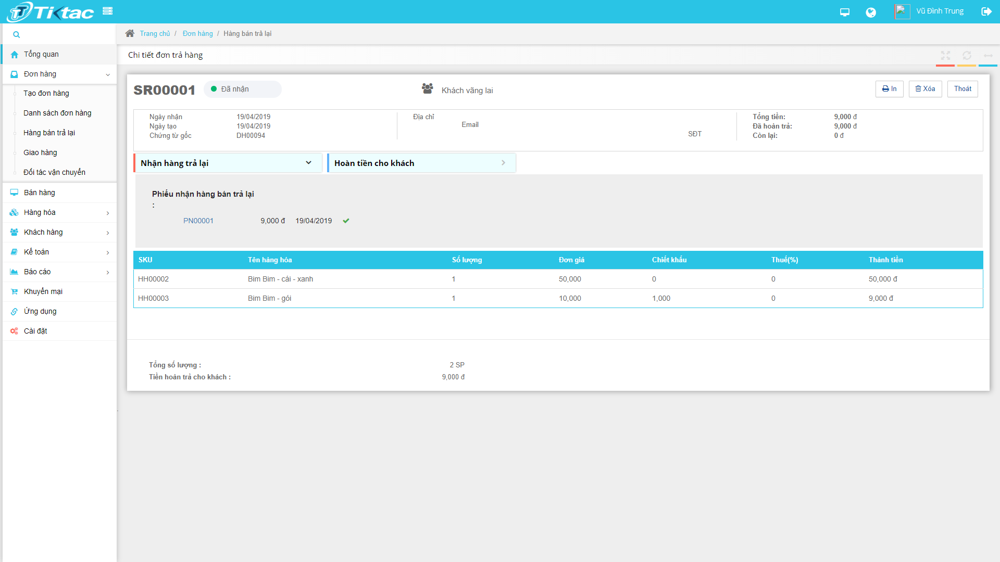 Tiktac
Vũ Đình Trung
Trang chủ / Đơn hàng / Hàng bán trả lại
Tổng quan
Đơn hàng
Tạo đơn hàng
Danh sách đơn hàng
Hàng bán trả lại
Giao hàng
Đối tác vận chuyển
Bán hàng
Hàng hóa
Khách hàng
Kế toán
Báo cáo
Khuyến mại
Ứng dụng
Cài đặt
Chi tiết đơn trả hàng
SR00001 Đã nhận Khách vãng lai In Xóa Thoát
Ngày nhận 19/04/2019
Ngày tạo 19/04/2019
Chứng từ gốc DH00094
Địa chỉ
Email
SĐT
Tổng tiền: 9,000 đ
Đã hoàn trả: 9,000 đ
Còn lại: 0 đ
Nhận hàng trả lại Hoàn tiền cho khách
Phiếu nhận hàng bán trả lại
:
PN00001 9,000 đ 19/04/2019
SKU Tên hàng hóa Số lượng Đơn giá Chiết khấu Thuế(%) Thành tiền
HH00002 Bim Bim - cái - xanh 1 50,000 0 0 50,000 đ
HH00003 Bim Bim - gói 1 10,000 1,000 0 9,000 đ
Tổng số lượng : 2 SP
Tiền hoàn trả cho khách : 9,000 đ